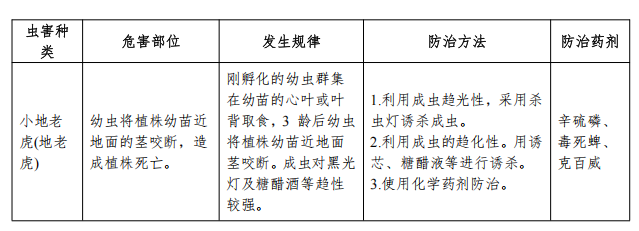 虫害种类
危害部位
发生规律
防治方法
防治药剂
小地老
虎(地老
虎)
幼虫将植株幼苗近
地面的茎咬断，造
成植株死亡。
刚孵化的幼虫群集
在幼苗的心叶或叶
背取食，3 龄后幼虫
将植株幼苗近地面
茎咬断。成虫对黑光
灯及糖醋酒等趋性
较强。
1.利用成虫趋光性，采用杀
虫灯诱杀成虫。
2.利用成虫的趋化性。用诱
芯、糖醋液等进行诱杀。
3.使用化学药剂防治。
辛硫磷、
毒死蜱、
克百威